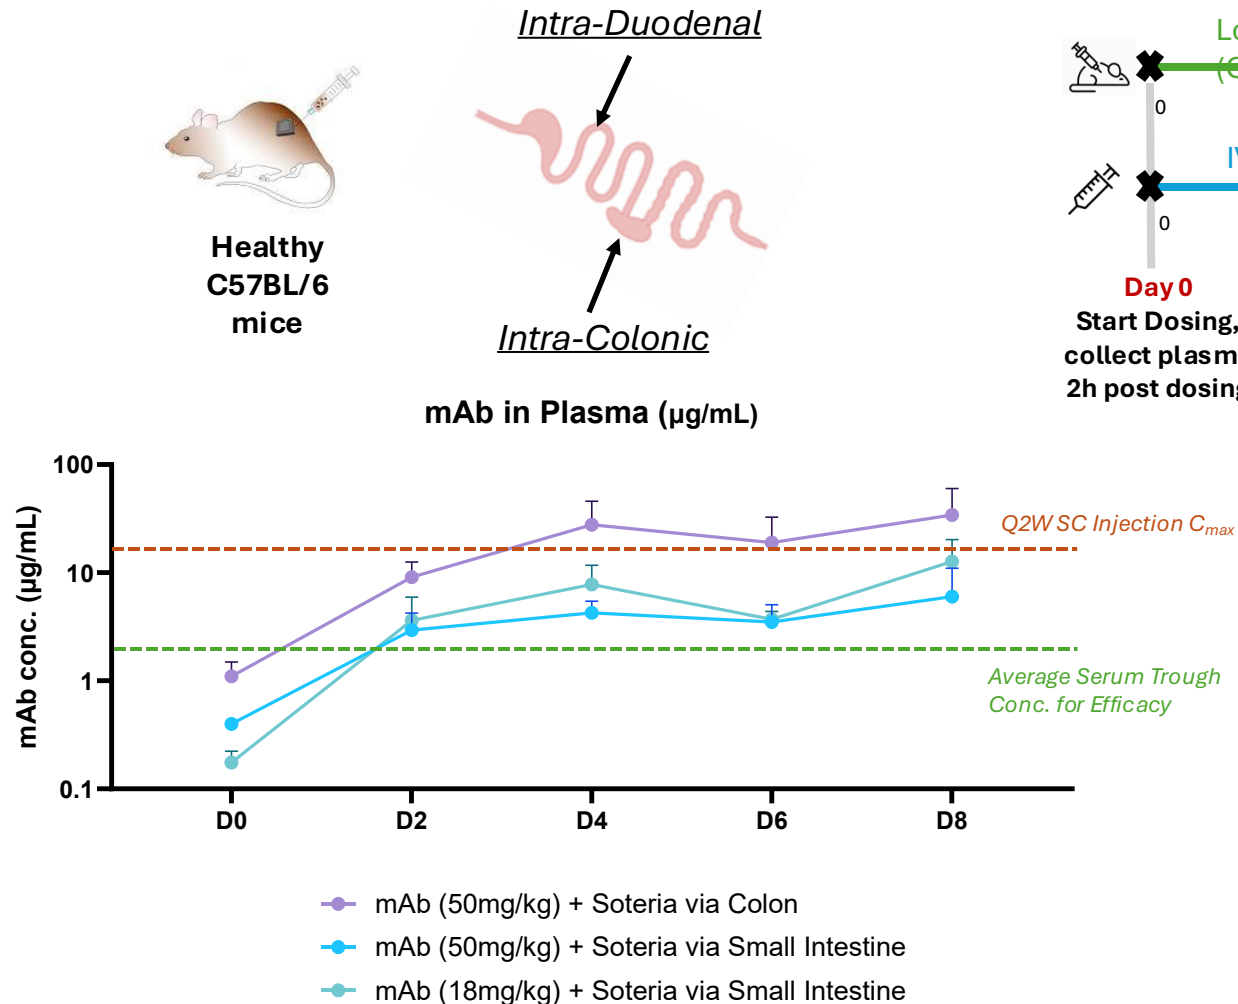 Intra-Duodenal
Healthy
C57BL/6
mice
Intra-Colonic
0
0
Day 0
Start Dosing,
2h post dosing
mAb in Plasma (µg/mL)
mAb conc. (µg/mL)
100
10
1
0.1
Q2W SC Injection Cmax
Average Serum Trough
Conc. for Efficacy
D0 D2 D4 D6 D8
mAb (50mg/kg) + Soteria via Colon
mAb (50mg/kg) + Soteria via Small Intestine
mAb (18mg/kg) + Soteria via Small Intestine